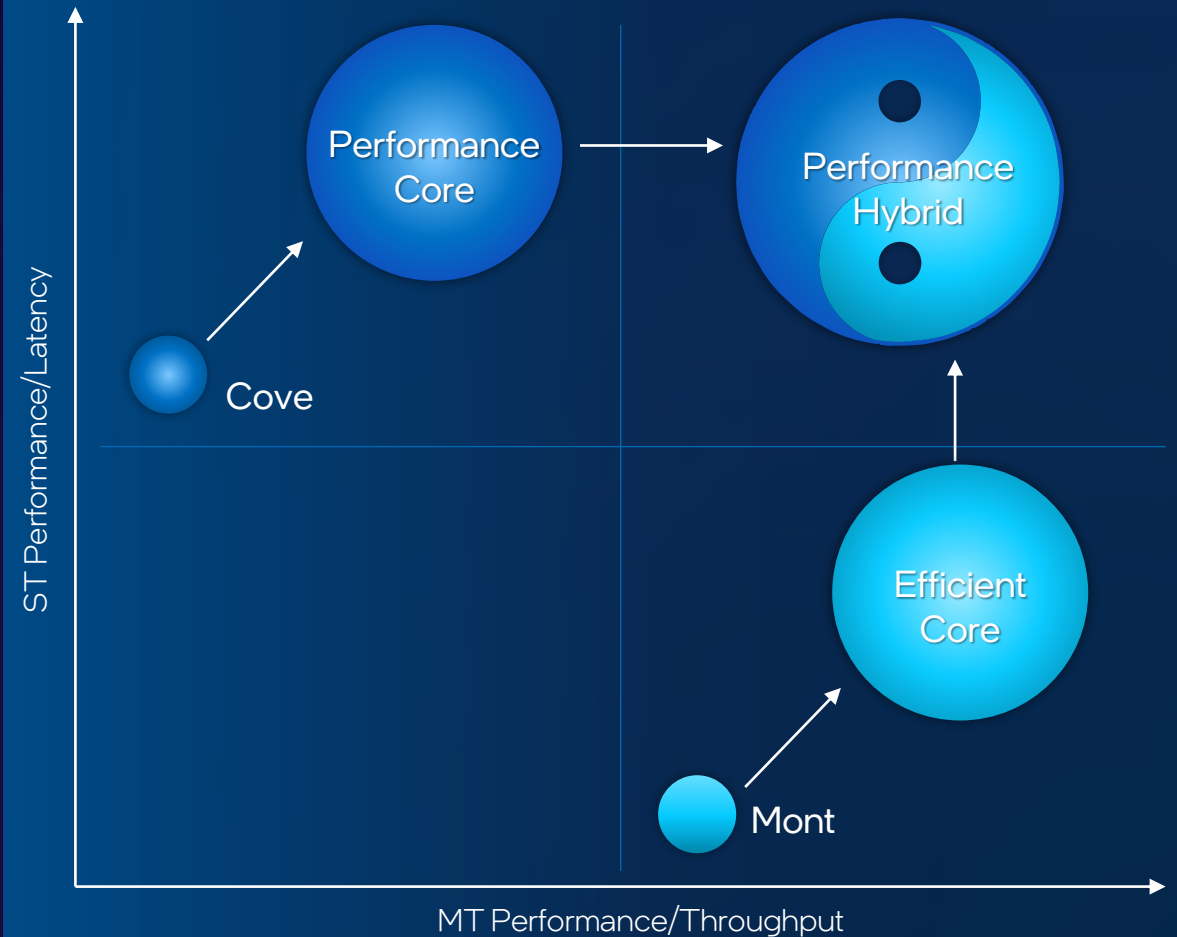 Performance
Core
Performance
Hybrid
Cove
ST Performance/Latency
Efficient
Core
Mont
MT Performance/Throughput